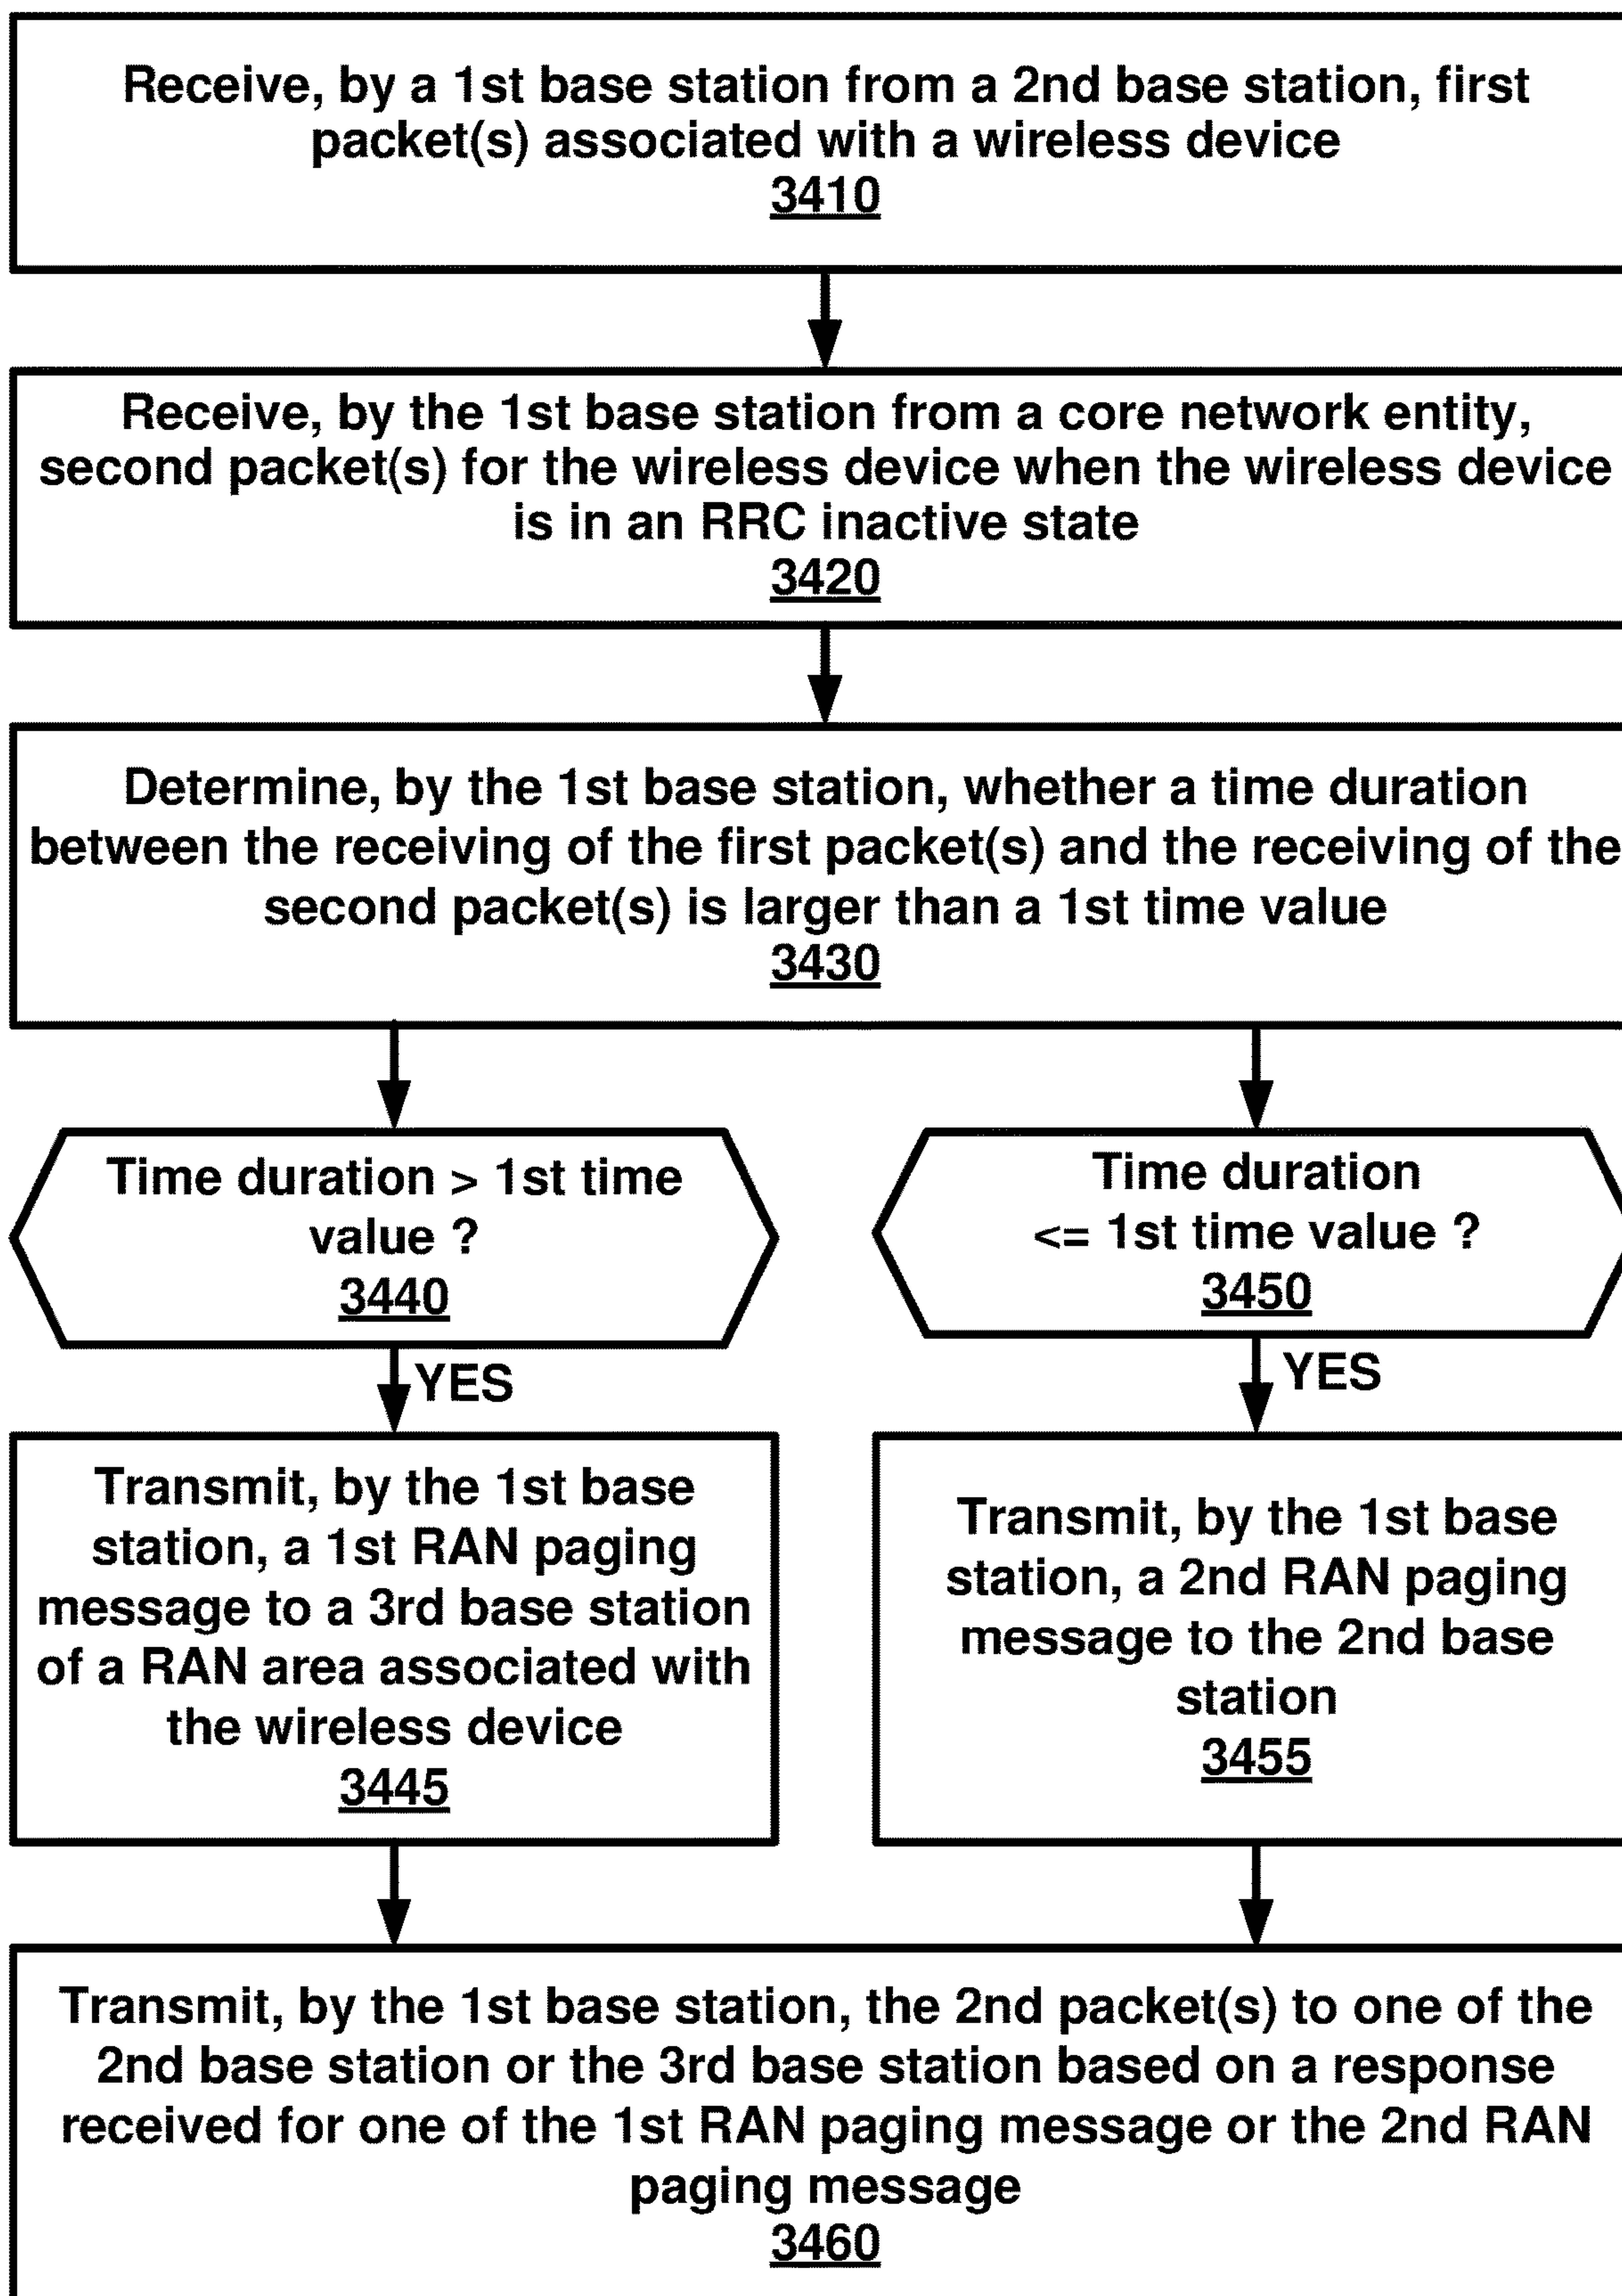 Receive, by a 1st base station from a 2nd base station, first
packet(s) associated with a wireless device
3410
Receive, by the 1st base station from a core network entity,
second packet(s) for the wireless device when the wireless device
is in an RRC inactive state
3420
Determine, by the 1st base station, whether a time duration
between the receiving of the first packet(s) and the receiving of the
second packet(s) is larger than a 1st time value
3430
Time duration > 1st time
value ?
3440
YES
Transmit, by the 1st base
station, a 1st RAN paging
message to a 3rd base station
of a RAN area associated with
the wireless device
3445
Time duration
<= 1st time value ?
3450
YES
Transmit, by the 1st base
station, a 2nd RAN paging
message to the 2nd base
station
3455
Transmit, by the 1st base station, the 2nd packet(s) to one of the
2nd base station or the 3rd base station based on a response
received for one of the 1st RAN paging message or the 2nd RAN
paging message
3460